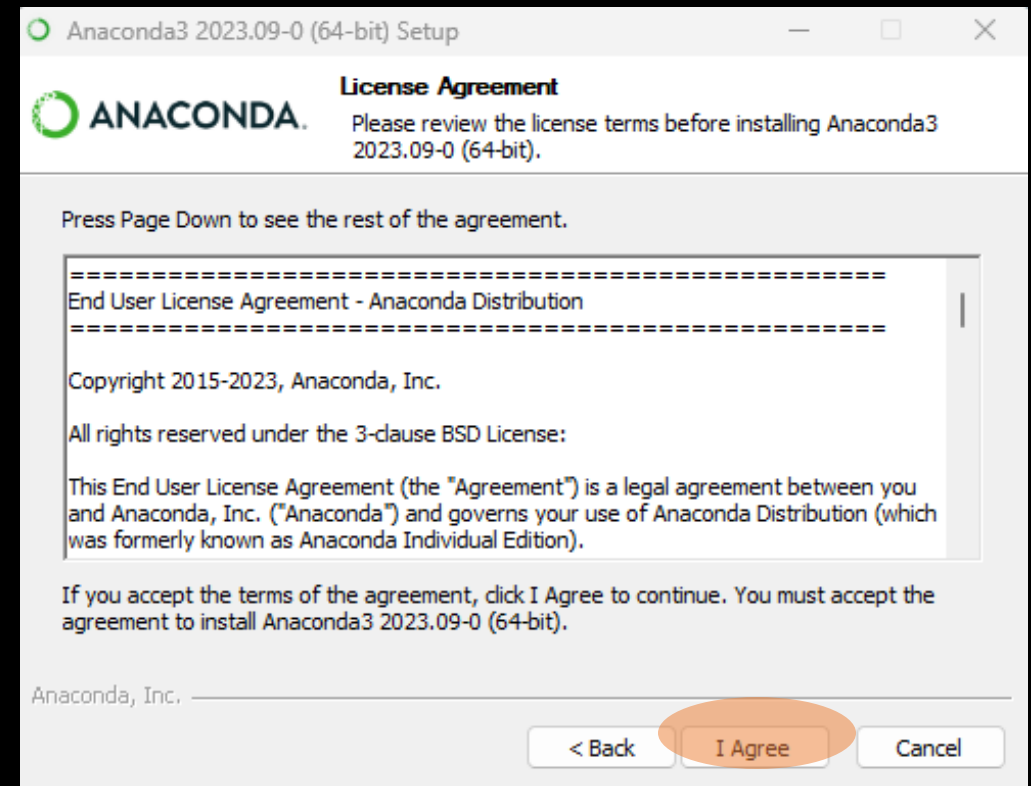 Anaconda3 2023.09-0 (64-bit) Setup
ANACONDA.
License Agreement
Please review the license terms before installing Anaconda3
2023.09-0 (64-bit).
Press Page Down to see the rest of the agreement.
==================================================
End User License Agreement - Anaconda Distribution
==================================================
Copyright 2015-2023, Anaconda, Inc.
All rights reserved under the 3-clause BSD License:
This End User License Agreement (the "Agreement") is a legal agreement between you
and Anaconda, Inc. ("Anaconda") and governs your use of Anaconda Distribution (which
was formerly known as Anaconda Individual Edition).
If you accept the terms of the agreement, click I Agree to continue. You must accept the
agreement to install Anaconda3 2023.09-0 (64-bit).
Anaconda, Inc.
< Back
I Agree
Cancel